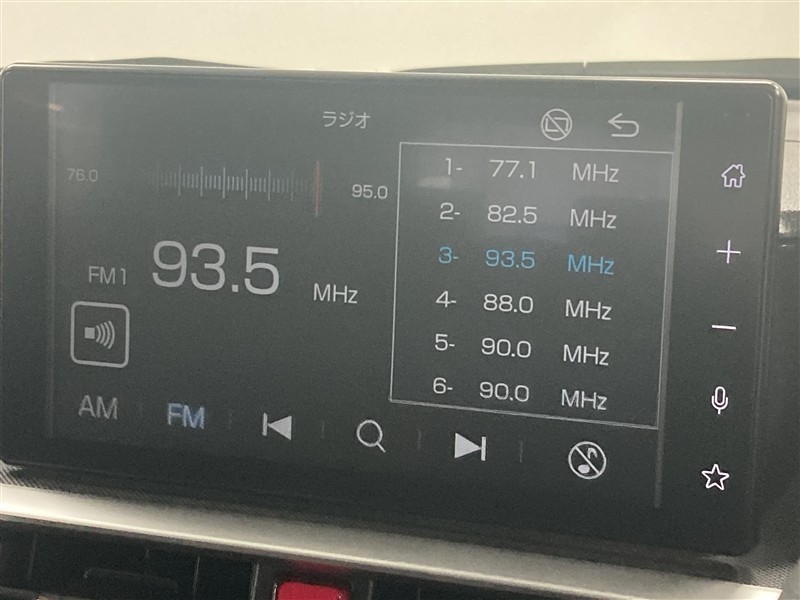 ラジオ
76.0
95.0
FM1 93.5 MHz
AM FM
1- 77.1 MHz
2- 82.5 MHz
3- 93.5 MHz
4- 88.0 MHz
5- 90.0 MHz
6- 90.0 MHz